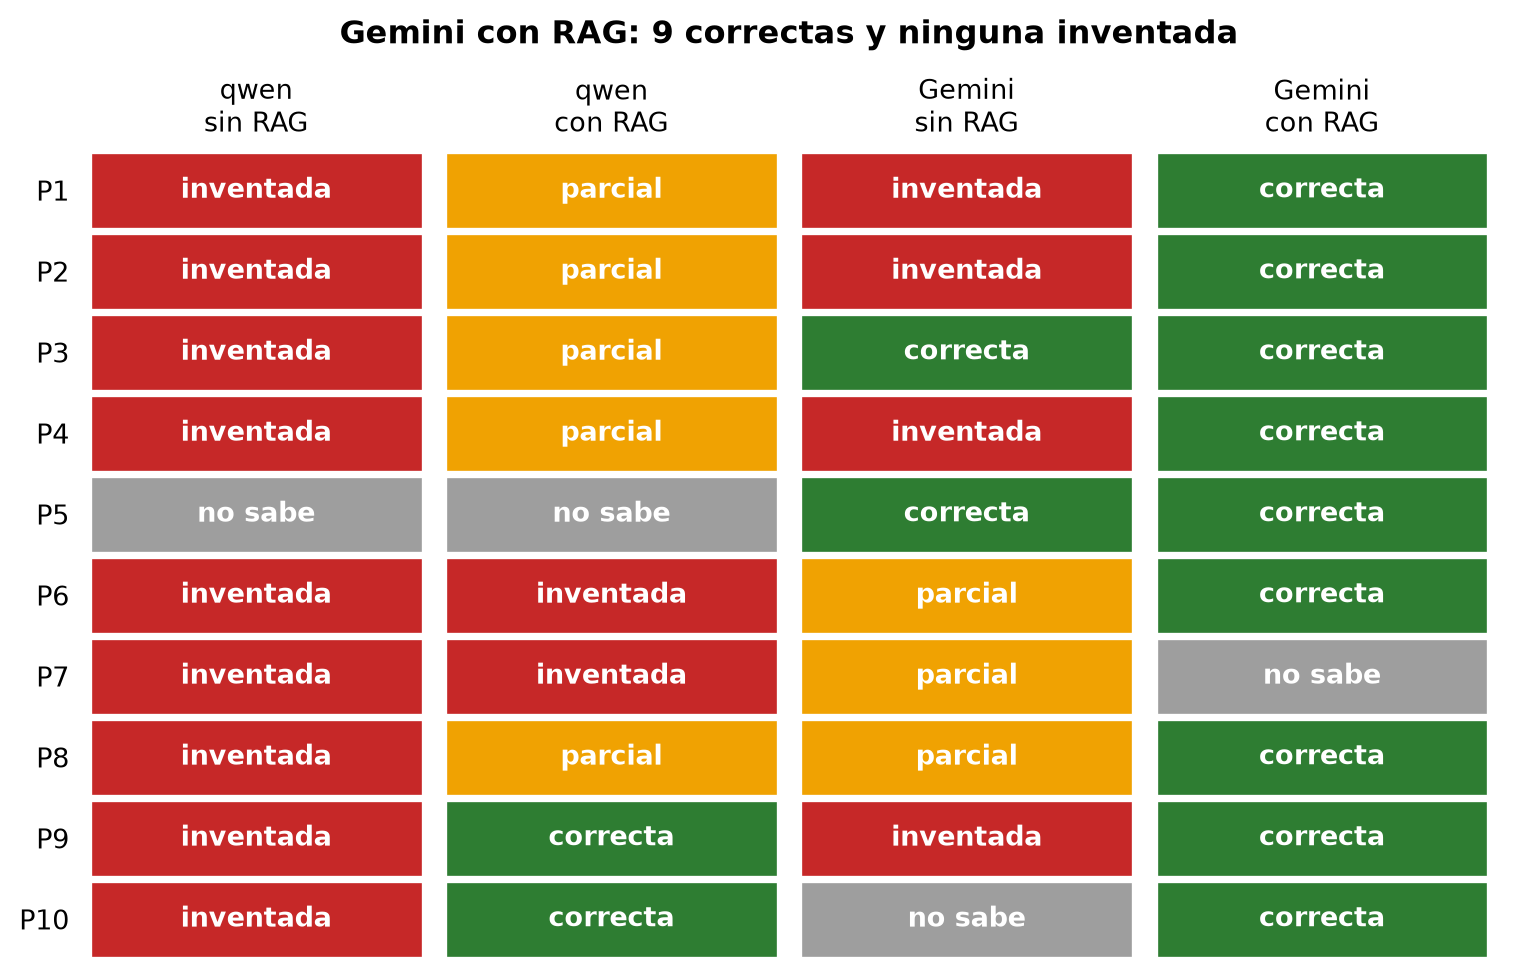 Gemini con RAG: 9 correctas y ninguna inventada
qwen
sin RAG
qwen
con RAG
Gemini
sin RAG
Gemini
con RAG
P1 inventada parcial inventada correcta
P2 inventada parcial inventada correcta
P3 inventada parcial correcta correcta
P4 inventada parcial inventada correcta
P5 no sabe no sabe correcta correcta
P6 inventada inventada parcial correcta
P7 inventada inventada parcial no sabe
P8 inventada parcial parcial correcta
P9 inventada correcta inventada correcta
P10 inventada correcta no sabe correcta